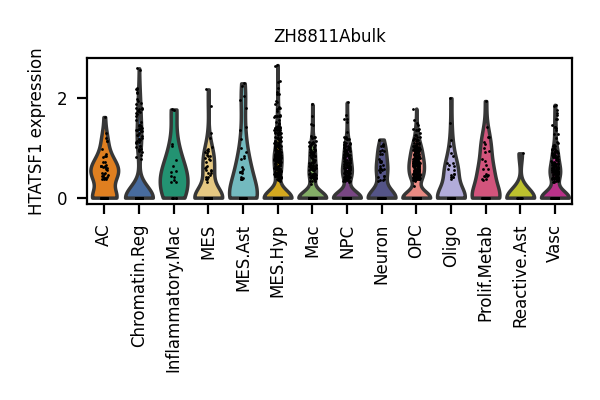 ZH8811Abulk
HTATSF1 expression
2
0
AC
Chromatin.Reg
Inflammatory.Mac
MES
MES.Ast
MES.Hyp
Mac
NPC
Neuron
OPC
Oligo
Prolif.Metab
Reactive.Ast
Vasc